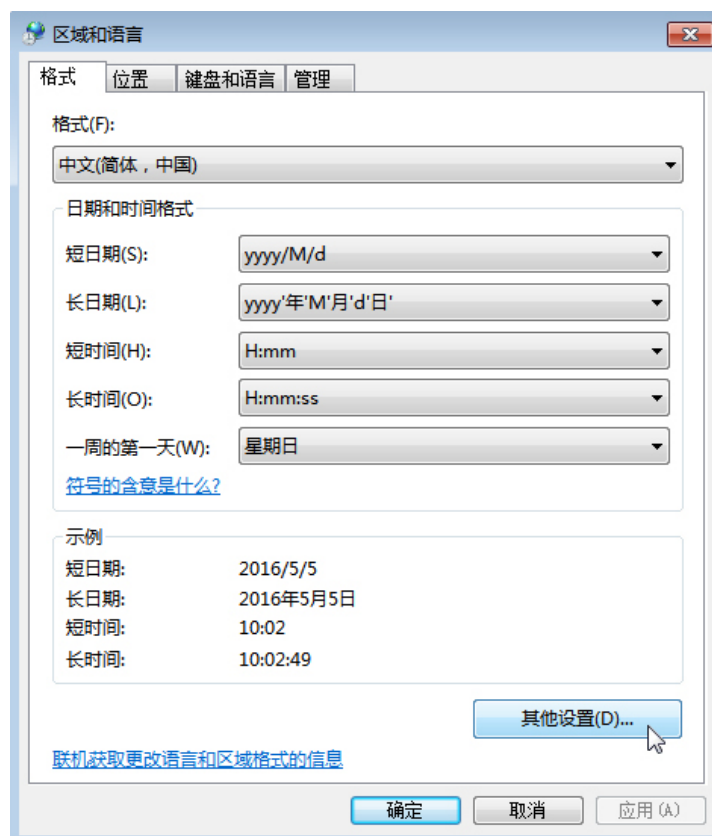 区域和语言
格式 位置 键盘和语言 管理
格式(F):
中文(简体，中国)
日期和时间格式
短日期(S): yyyy/M/d
长日期(L): yyyy'年'M'月'd'日'
短时间(H): H:mm
长时间(O): H:mm:ss
一周的第一天(W): 星期日
符号的含意是什么?
示例
短日期: 2016/5/5
长日期: 2016年5月5日
短时间: 10:02
长时间: 10:02:49
其他设置(D)...
联机获取更改语言和区域格式的信息
确定 取消 应用(A)